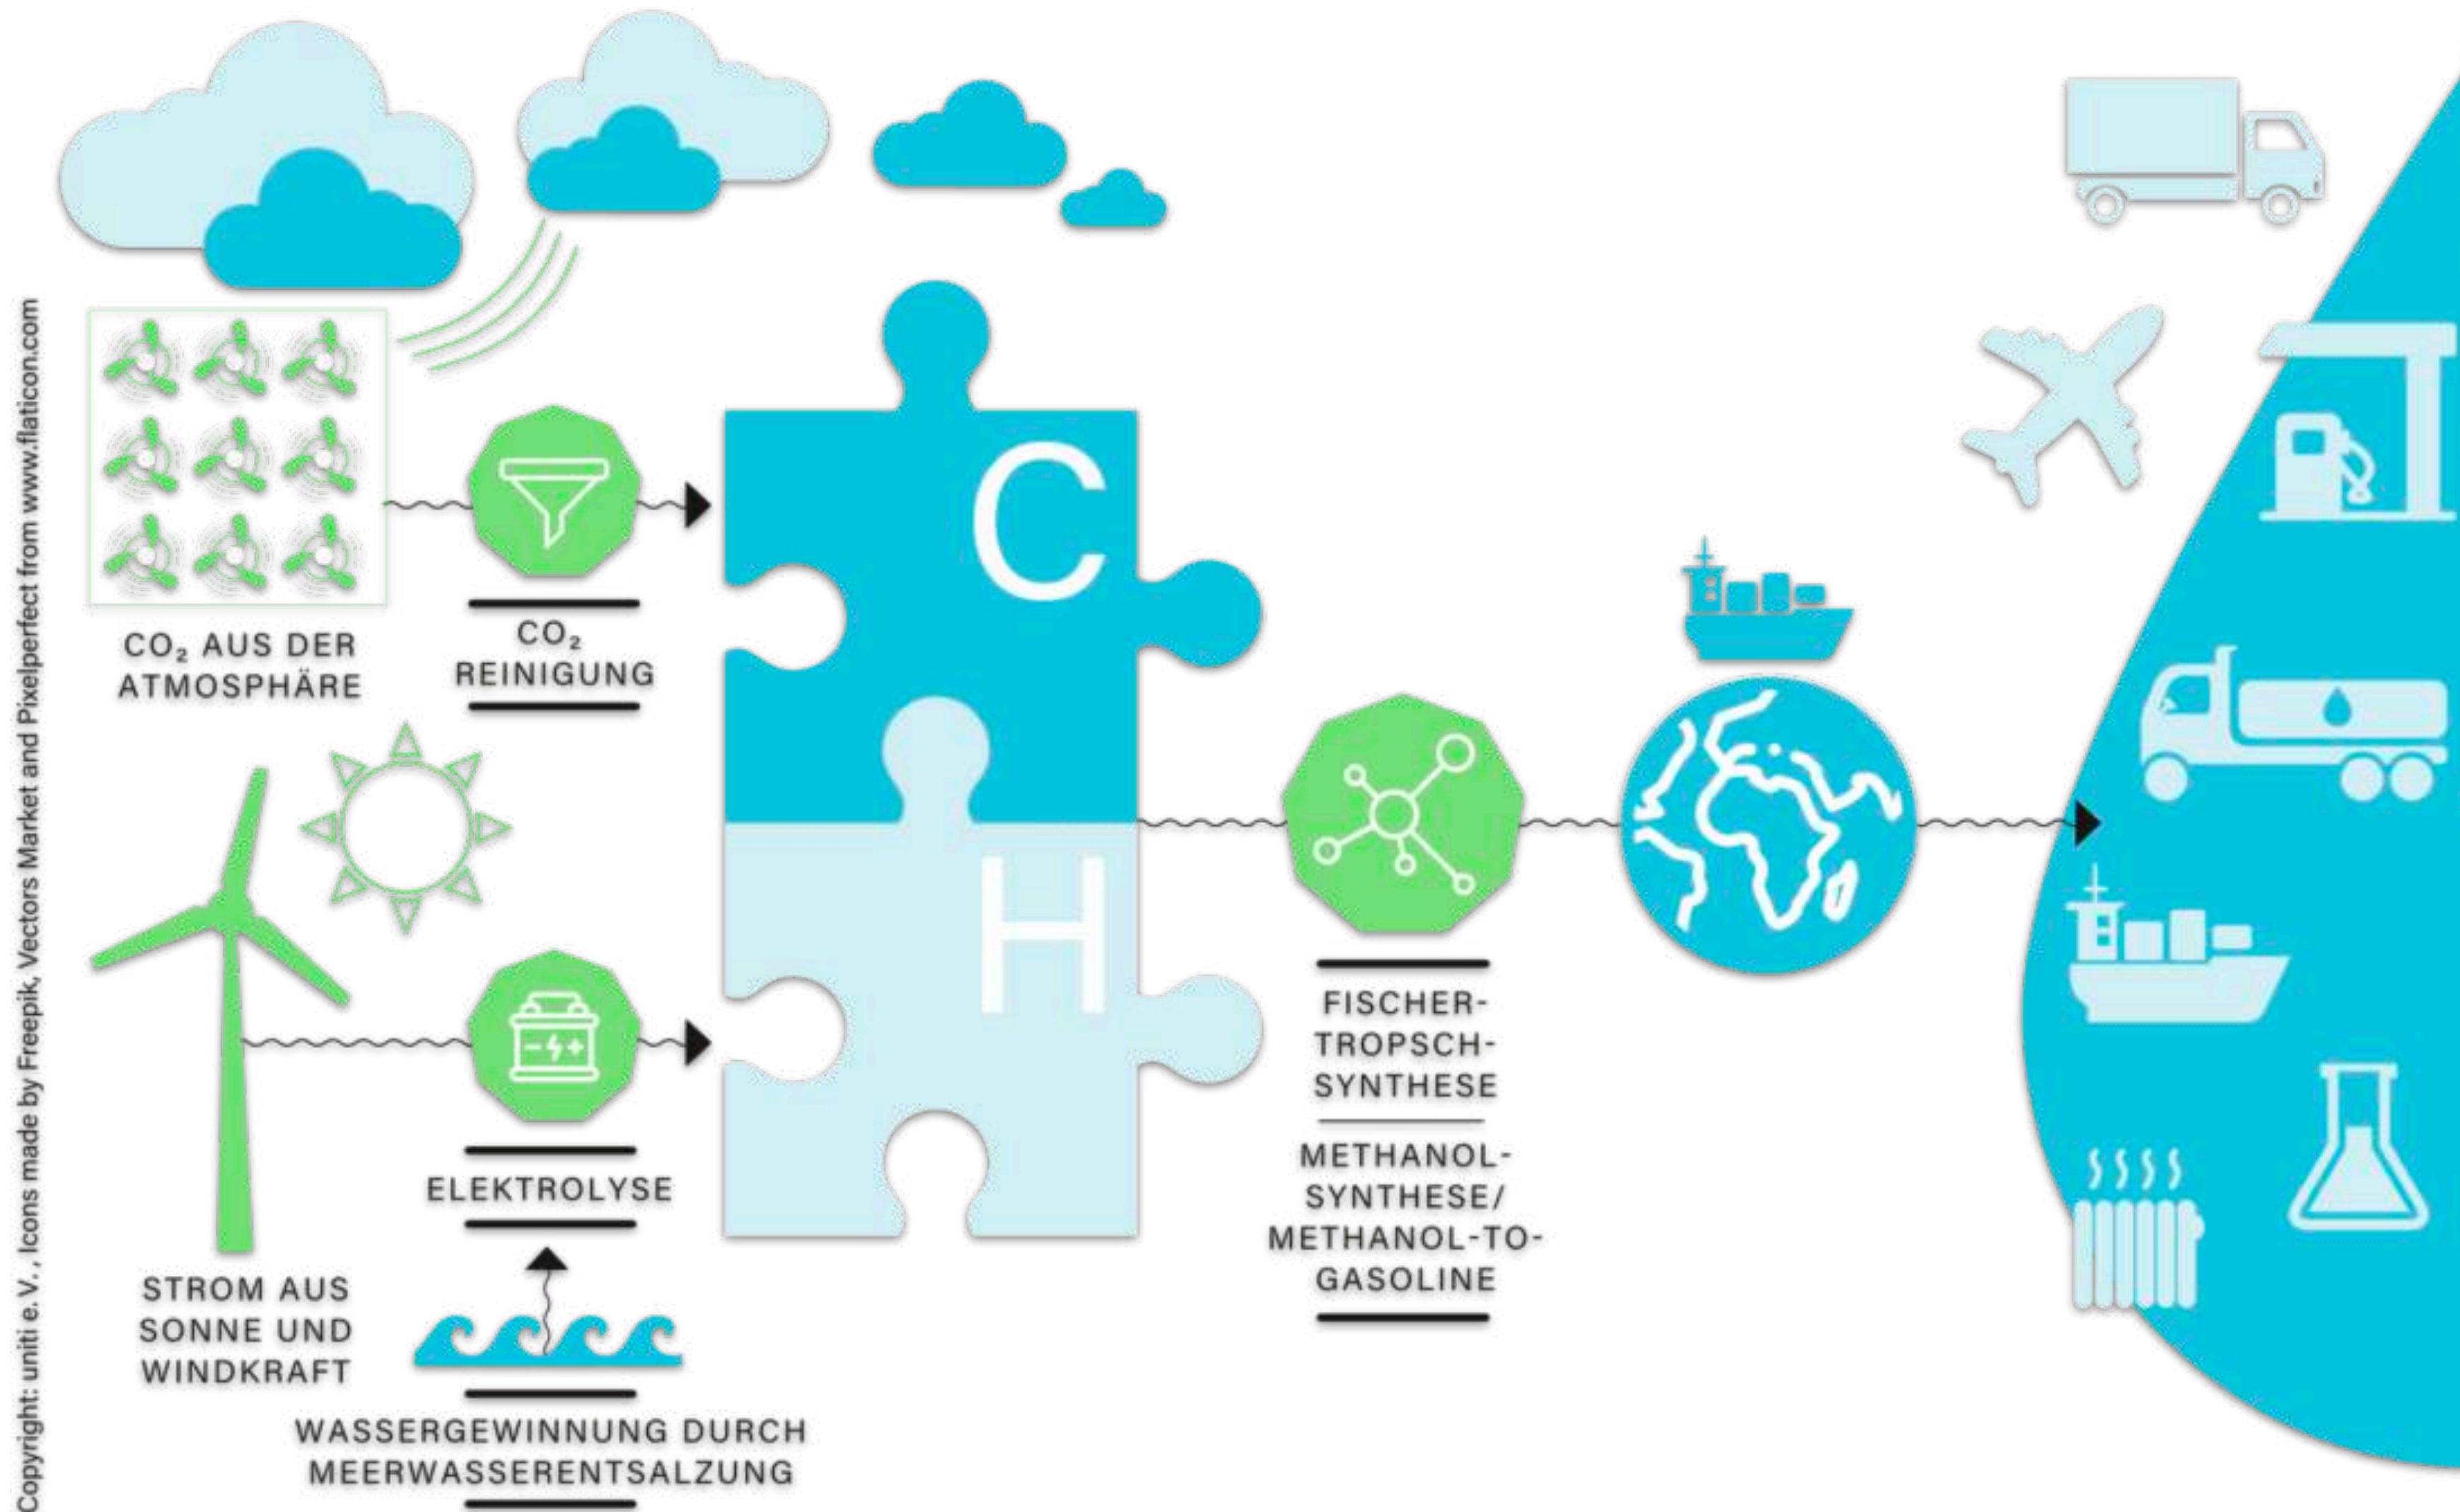 Copyright: uniti e. V. , Icons made by Freepik, Vectors Market and Pixelperfect from www.flaticon.com
CO₂ AUS DER
ATMOSPHÄRE
CO₂
REINIGUNG
C
H
STROM AUS
SONNE UND
WINDKRAFT
ELEKTROLYSE
WASSERGEWINNUNG DURCH
MEERWASSERENTSALZUNG
FISCHER-
TROPSCH-
SYNTHESE
METHANOL-
SYNTHESE/
METHANOL-TO-
GASOLINE